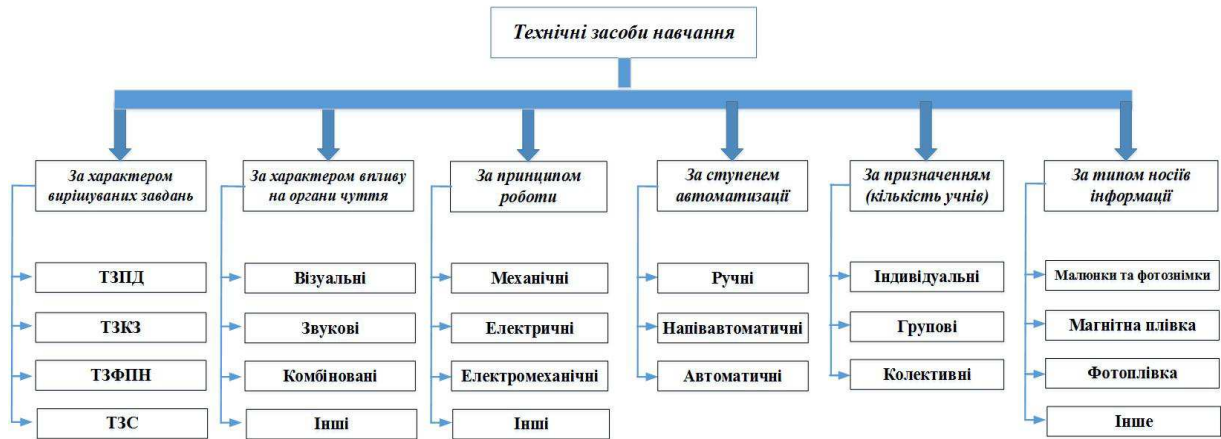 Технічні засоби навчання
За характером
вирішуваних завдань
ТЗПД
ТЗКЗ
ТЗФПН
ТЗС
За характером впливу
на органи чуття
Візуальні
Звукові
Комбіновані
Інші
За принципом
роботи
Механічні
Електричні
Електромеханічні
Інші
За ступенем
автоматизації
Ручні
Напівавтоматичні
Автоматичні
За призначенням
(кількість учнів)
Індивідуальні
Групові
Колективні
За типом носіїв
інформації
Малюнки та фотознімки
Магнітна плівка
Фотоплівка
Інше